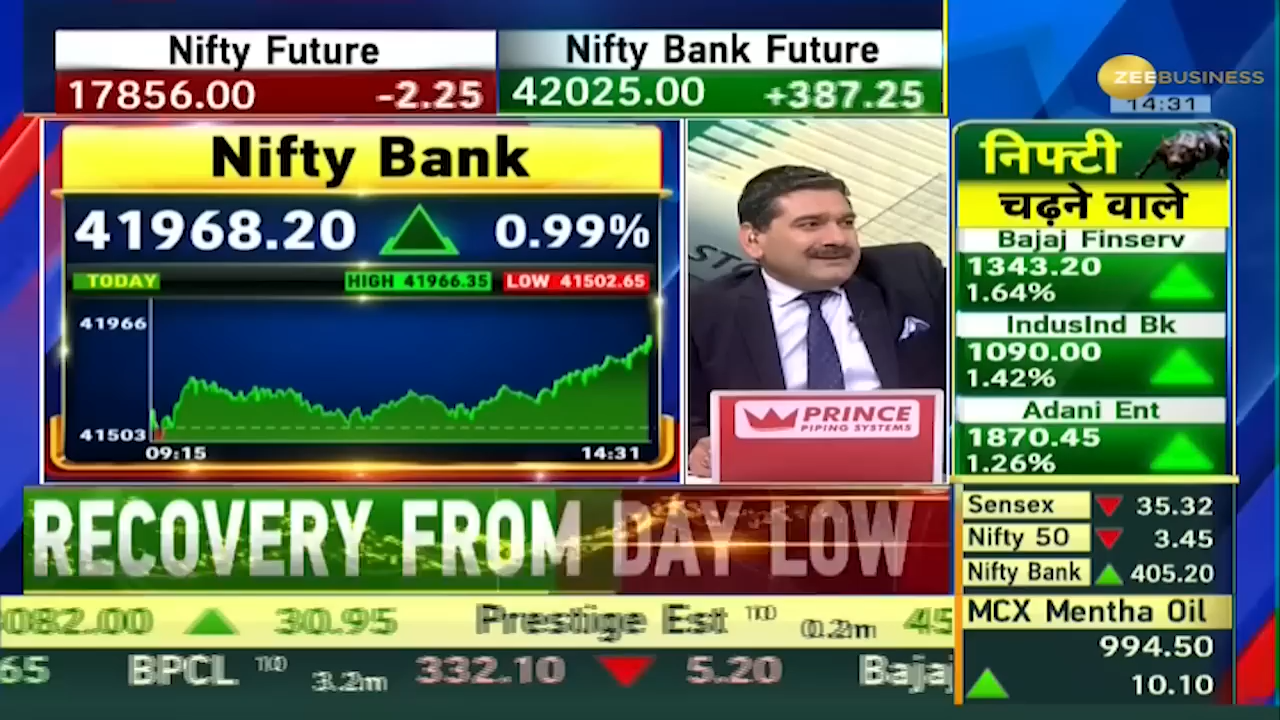 Nifty Future
17856.00 -2.25
Nifty Bank Future
42025.00 +387.25
ZEEBUSINESS
14:31
Nifty Bank
41968.20 0.99%
TODAY HIGH 41966.35 LOW 41502.65
41966
41503
09:15 14:31
PRINCE
PIPING SYSTEMS
निफ्टी
चढ़ने वाले
Bajaj Finserv
1343.20
1.64%
IndusInd Bk
1090.00
1.42%
Adani Ent
1870.45
1.26%
RECOVERY FROM DAY LOW
Sensex 35.32
Nifty 50 3.45
Nifty Bank 405.20
MCX Mentha Oil
994.50
10.10
082.00 30.95 Prestige Est 0.2m 45
65 BPCL 3.2m 332.10 5.20 Bajaj